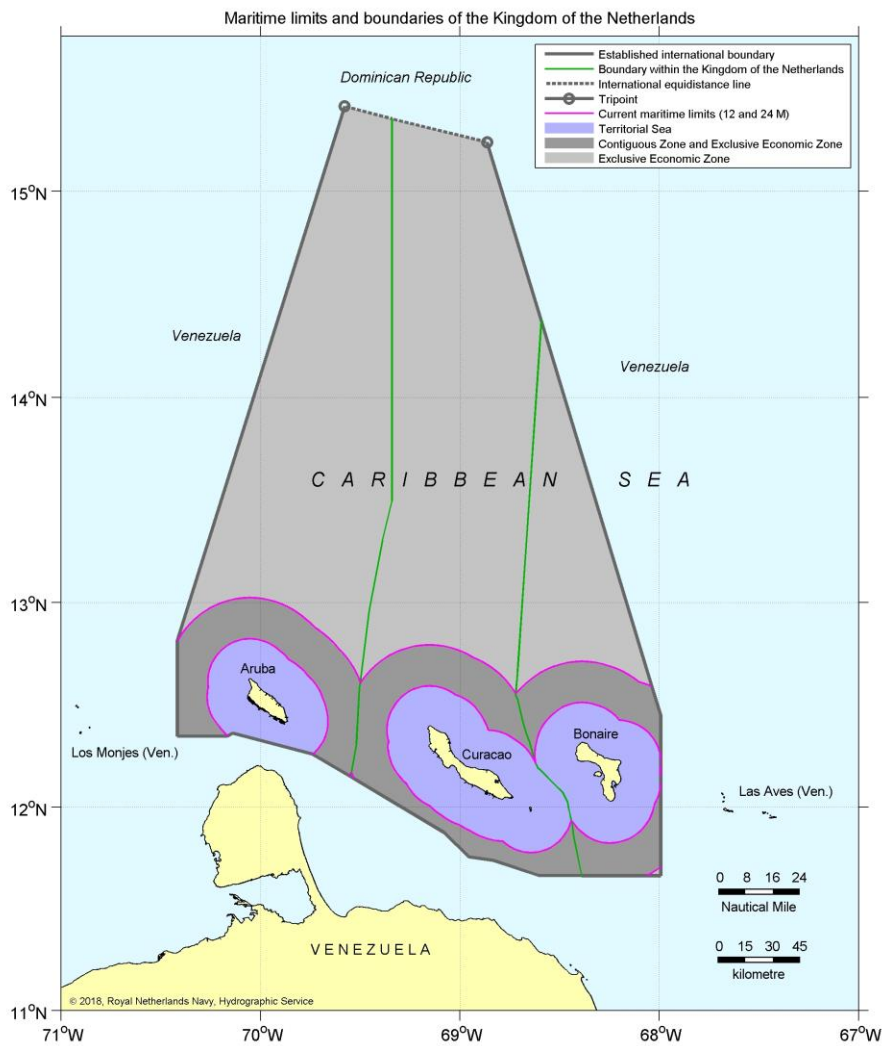 Maritime limits and boundaries of the Kingdom of the Netherlands
Established international boundary
Boundary within the Kingdom of the Netherlands
International equidistance line
Tripoint
Current maritime limits (12 and 24 M)
Territorial Sea
Contiguous Zone and Exclusive Economic Zone
Exclusive Economic Zone
Dominican Republic
15°N
Venezuela
Venezuela
14°N
CARIBBEAN SEA
13°N
Aruba
Bonaire
Los Monjes (Ven.)
Curacao
Las Aves (Ven.)
12°N
0 8 16 24
Nautical Mile
VENEZUELA
0 15 30 45
kilometre
© 2018, Royal Netherlands Navy, Hydrographic Service
11°N
71°W 70°W 69°W 68°W 67°W